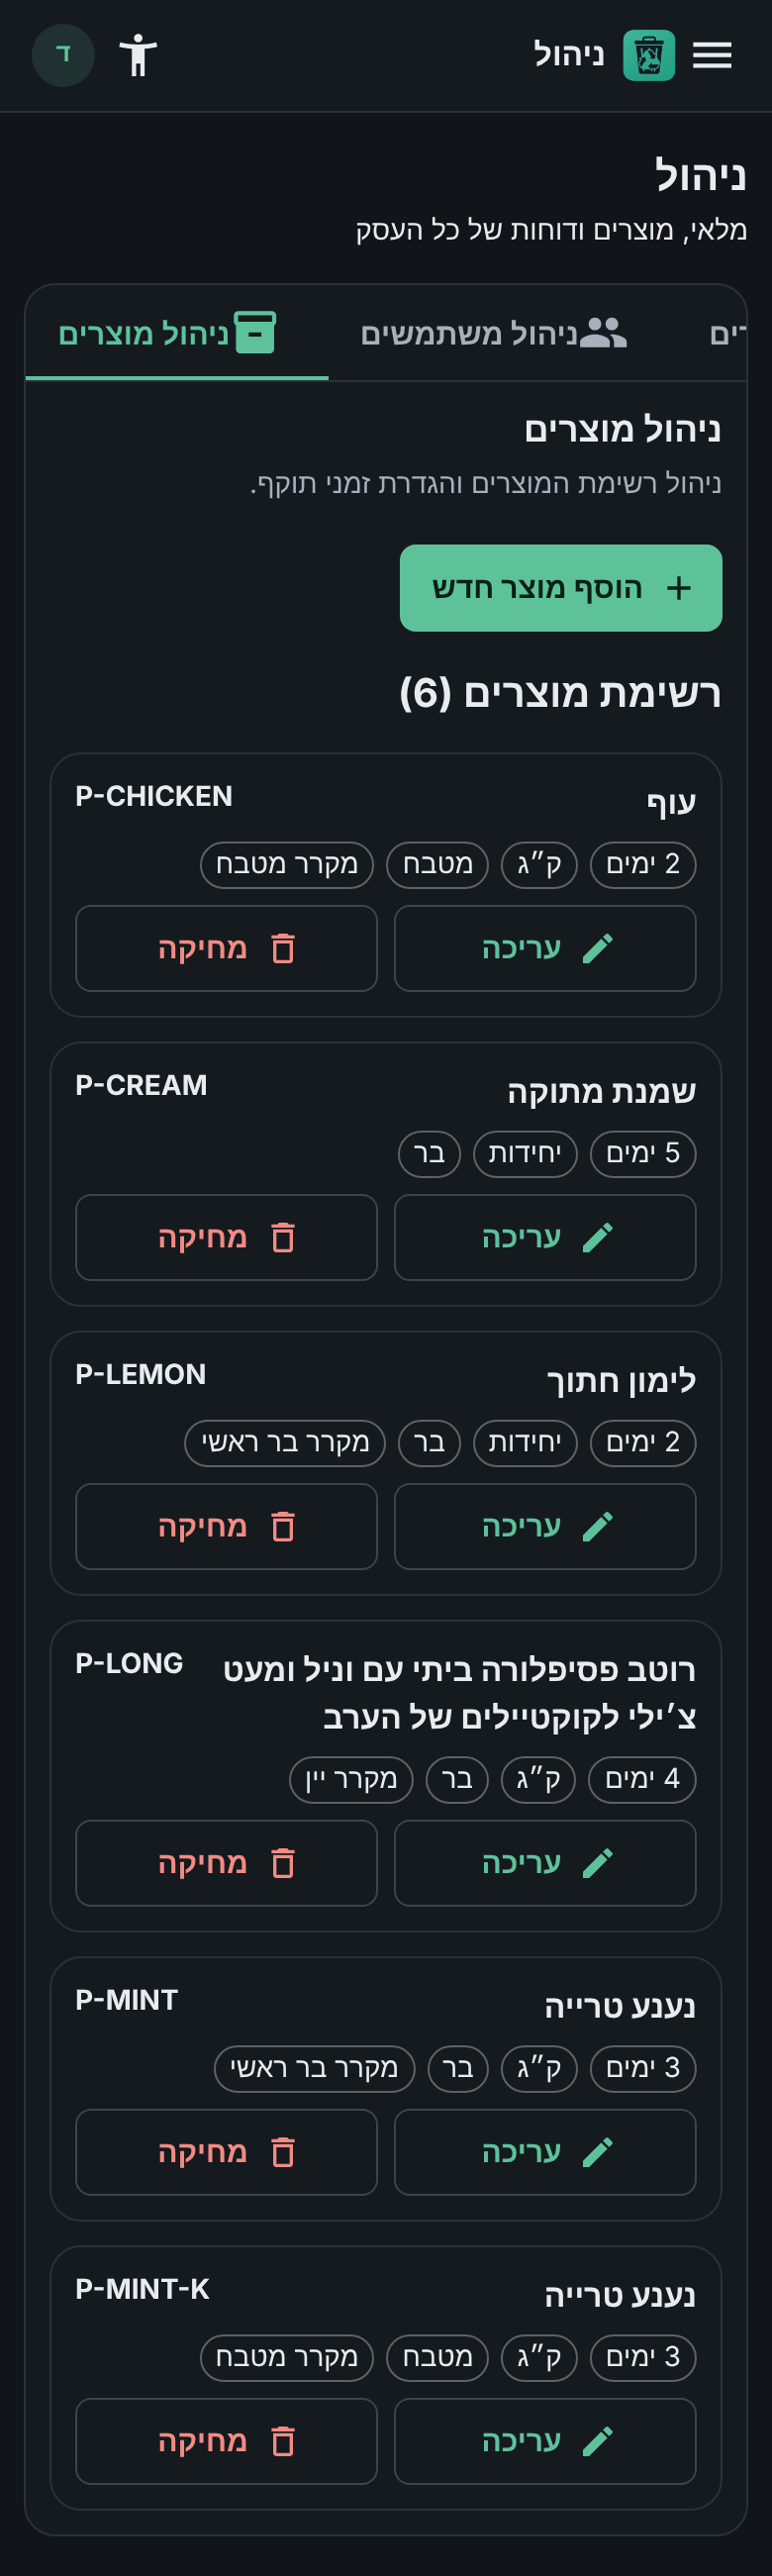 ניהול
ד
ניהול
מלאי, מוצרים ודוחות של כל העסק
ניהול משתמשים
ניהול מוצרים
ניהול מוצרים
ניהול רשימת המוצרים והגדרת זמני תוקף.
הוסף מוצר חדש
רשימת מוצרים (6)
עוף P-CHICKEN
2 ימים ק״ג מטבח מקרר מטבח
עריכה מחיקה
שמנת מתוקה P-CREAM
5 ימים יחידות בר
עריכה מחיקה
לימון חתוך P-LEMON
2 ימים יחידות בר מקרר בר ראשי
עריכה מחיקה
רוטב פסיפלורה ביתי עם וניל ומעט P-LONG
צ׳ילי לקוקטיילים של הערב
4 ימים ק״ג בר מקרר יין
עריכה מחיקה
נענע טרייה P-MINT
3 ימים ק״ג בר מקרר בר ראשי
עריכה מחיקה
נענע טרייה P-MINT-K
3 ימים ק״ג מטבח מקרר מטבח
עריכה מחיקה